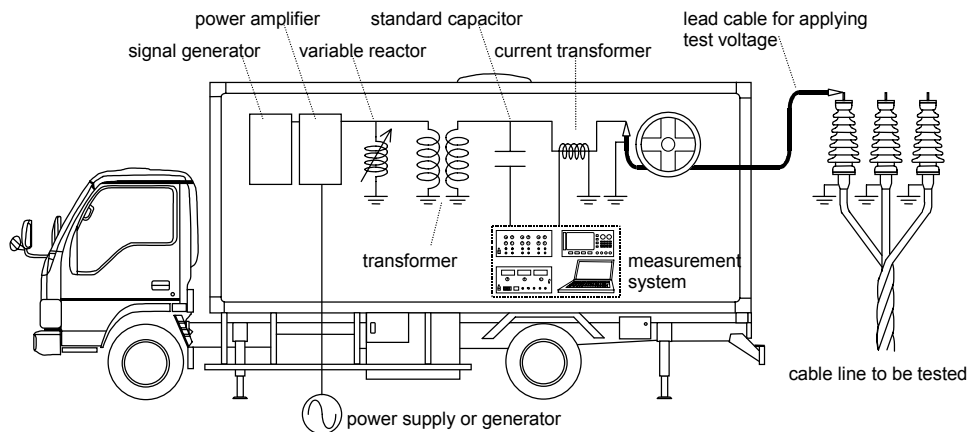 power amplifier
standard capacitor
lead cable for applying
test voltage
signal generator
variable reactor
current transformer
transformer
measurement
system
cable line to be tested
power supply or generator